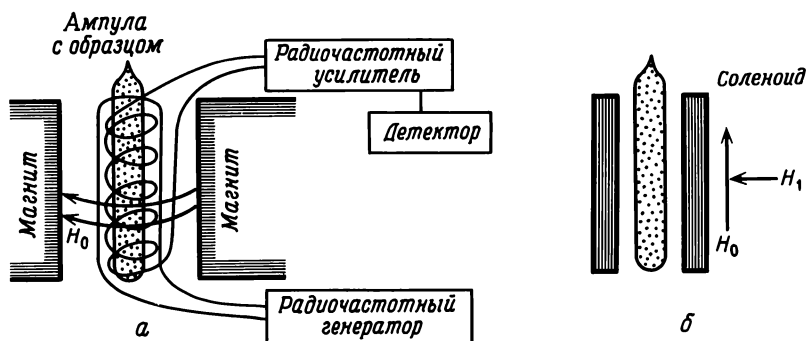 Ампула
с образцом
Радиочастотный
усилитель
Детектор
Магнит
H₀
Магнит
Радиочастотный
генератор
а
Соленоид
H₁
H₀
б